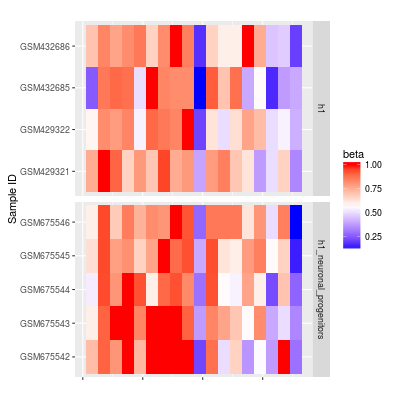 Sample ID
GSM432686
GSM432685
GSM429322
GSM429321
h1
GSM675546
GSM675545
GSM675544
GSM675543
GSM675542
h1_neuronal_progenitors
beta
1.00
0.75
0.50
0.25